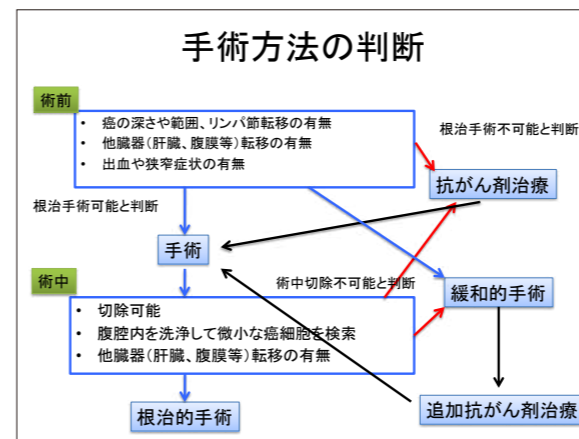 手術方法の判断
術前
• 癌の深さや範囲、リンパ節転移の有無
• 他臓器(肝臓、腹膜等)転移の有無
• 出血や狭窄症状の有無
根治手術不可能と判断
抗がん剤治療
根治手術可能と判断
手術
術中
術中切除不可能と判断
緩和的手術
• 切除可能
• 腹腔内を洗浄して微小な癌細胞を検索
• 他臓器(肝臓、腹膜等)転移の有無
根治的手術
追加抗がん剤治療